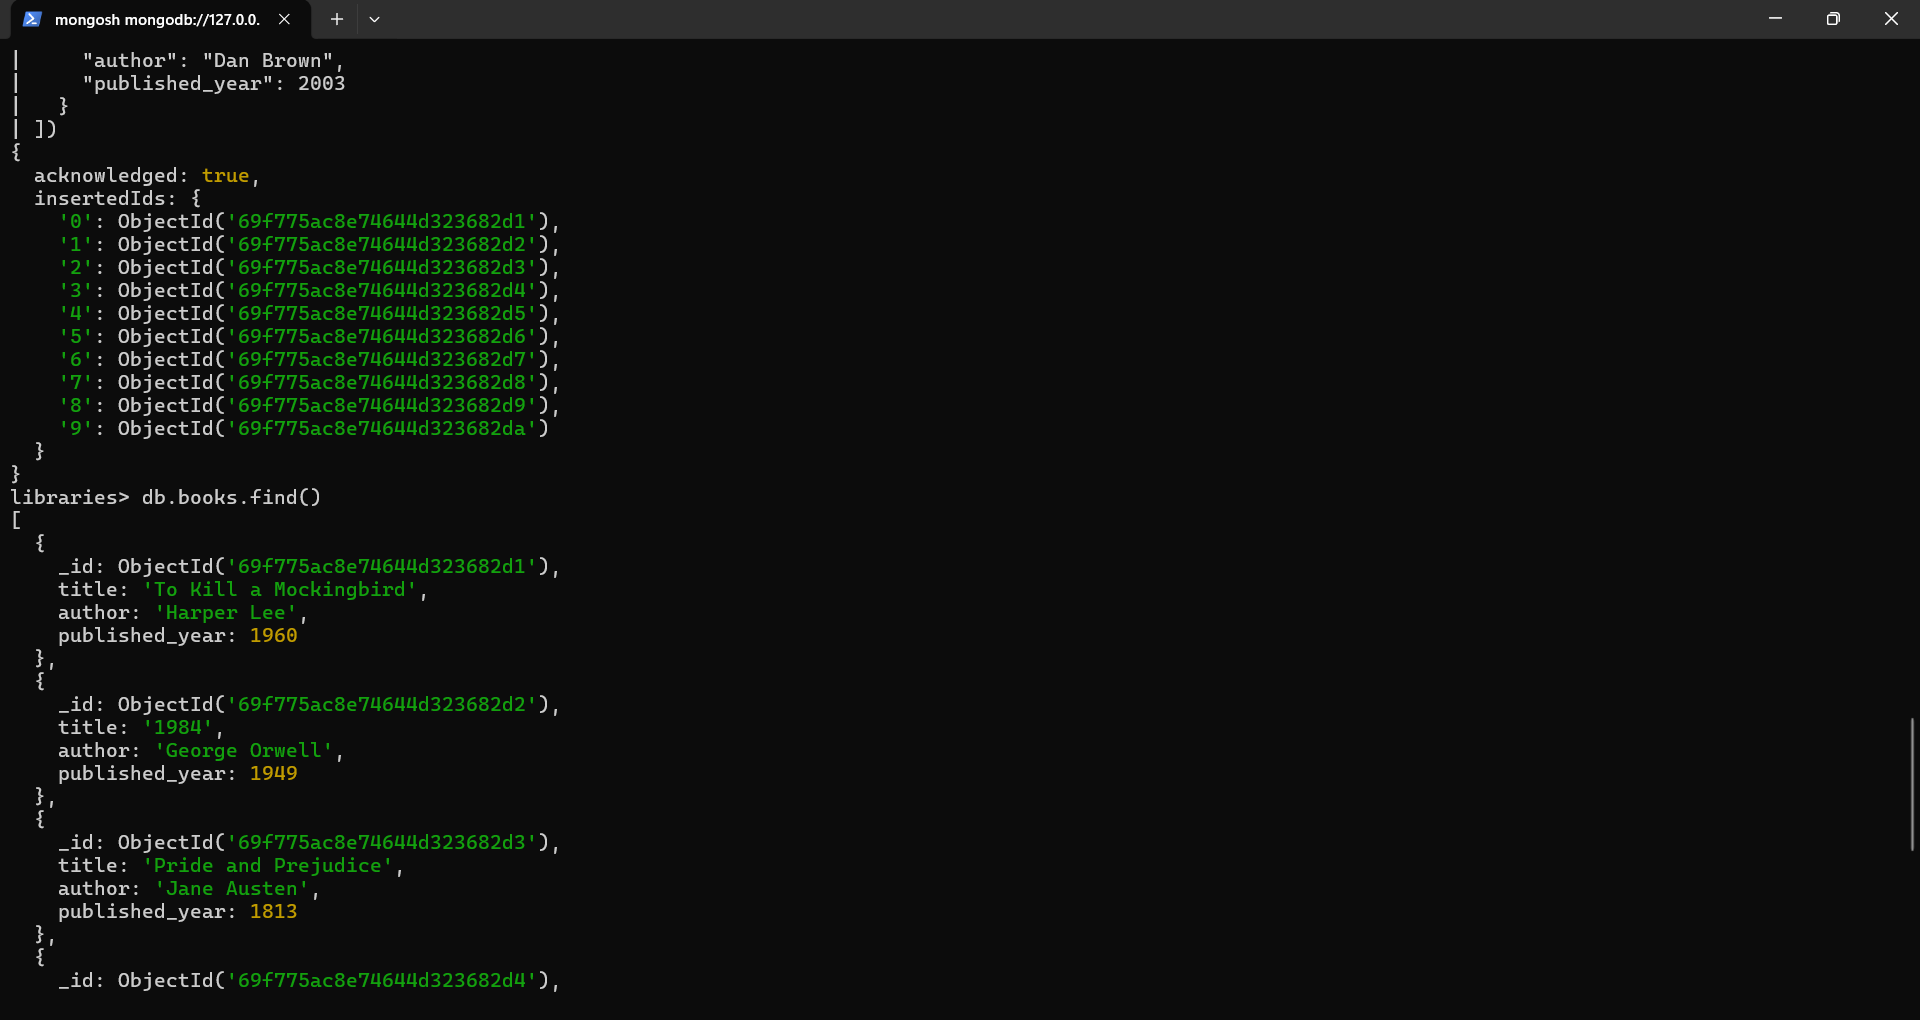 mongosh mongodb://127.0.0.
|     "author": "Dan Brown",
|     "published_year": 2003
|   }
| ])
{
  acknowledged: true,
  insertedIds: {
    '0': ObjectId('69f775ac8e74644d323682d1'),
    '1': ObjectId('69f775ac8e74644d323682d2'),
    '2': ObjectId('69f775ac8e74644d323682d3'),
    '3': ObjectId('69f775ac8e74644d323682d4'),
    '4': ObjectId('69f775ac8e74644d323682d5'),
    '5': ObjectId('69f775ac8e74644d323682d6'),
    '6': ObjectId('69f775ac8e74644d323682d7'),
    '7': ObjectId('69f775ac8e74644d323682d8'),
    '8': ObjectId('69f775ac8e74644d323682d9'),
    '9': ObjectId('69f775ac8e74644d323682da')
  }
}
libraries> db.books.find()
[
  {
    _id: ObjectId('69f775ac8e74644d323682d1'),
    title: 'To Kill a Mockingbird',
    author: 'Harper Lee',
    published_year: 1960
  },
  {
    _id: ObjectId('69f775ac8e74644d323682d2'),
    title: '1984',
    author: 'George Orwell',
    published_year: 1949
  },
  {
    _id: ObjectId('69f775ac8e74644d323682d3'),
    title: 'Pride and Prejudice',
    author: 'Jane Austen',
    published_year: 1813
  },
  {
    _id: ObjectId('69f775ac8e74644d323682d4'),